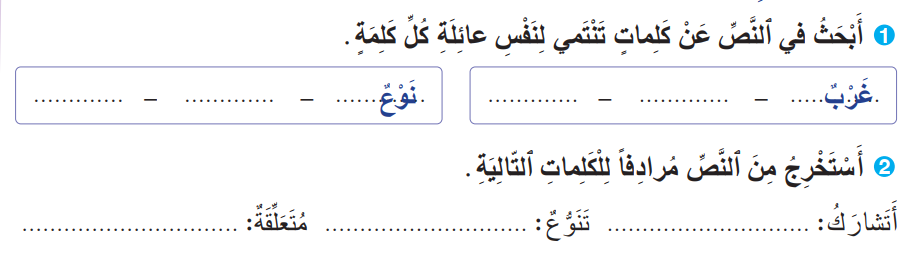 1 أَبْحَثُ في ٱلنَّصِّ عَنْ كَلِماتٍ تَنْتَمي لِنَفْسِ عائِلَةِ كُلِّ كَلِمَةٍ.
غَرْبٌ ............ – ............ – ............
نَوْعٌ ............ – ............ – ............
2 أَسْتَخْرِجُ مِنَ ٱلنَّصِّ مُرادِفاً لِلْكَلِماتِ ٱلتّالِيَةِ.
أَتَشارَكُ: ............................ تَنَوُّعٌ: ............................ مُتَعَلِّقَةٌ: ............................